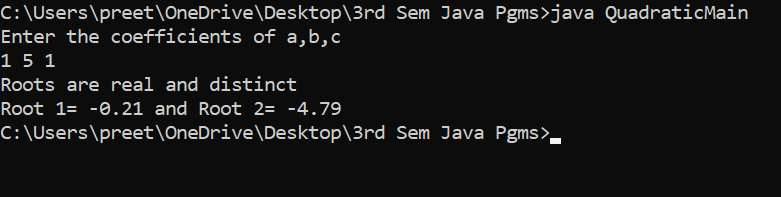 C:\Users\preet\OneDrive\Desktop\3rd Sem Java Pgms>java QuadraticMain
Enter the coefficients of a,b,c
1 5 1
Roots are real and distinct
Root 1= -0.21 and Root 2= -4.79
C:\Users\preet\OneDrive\Desktop\3rd Sem Java Pgms>